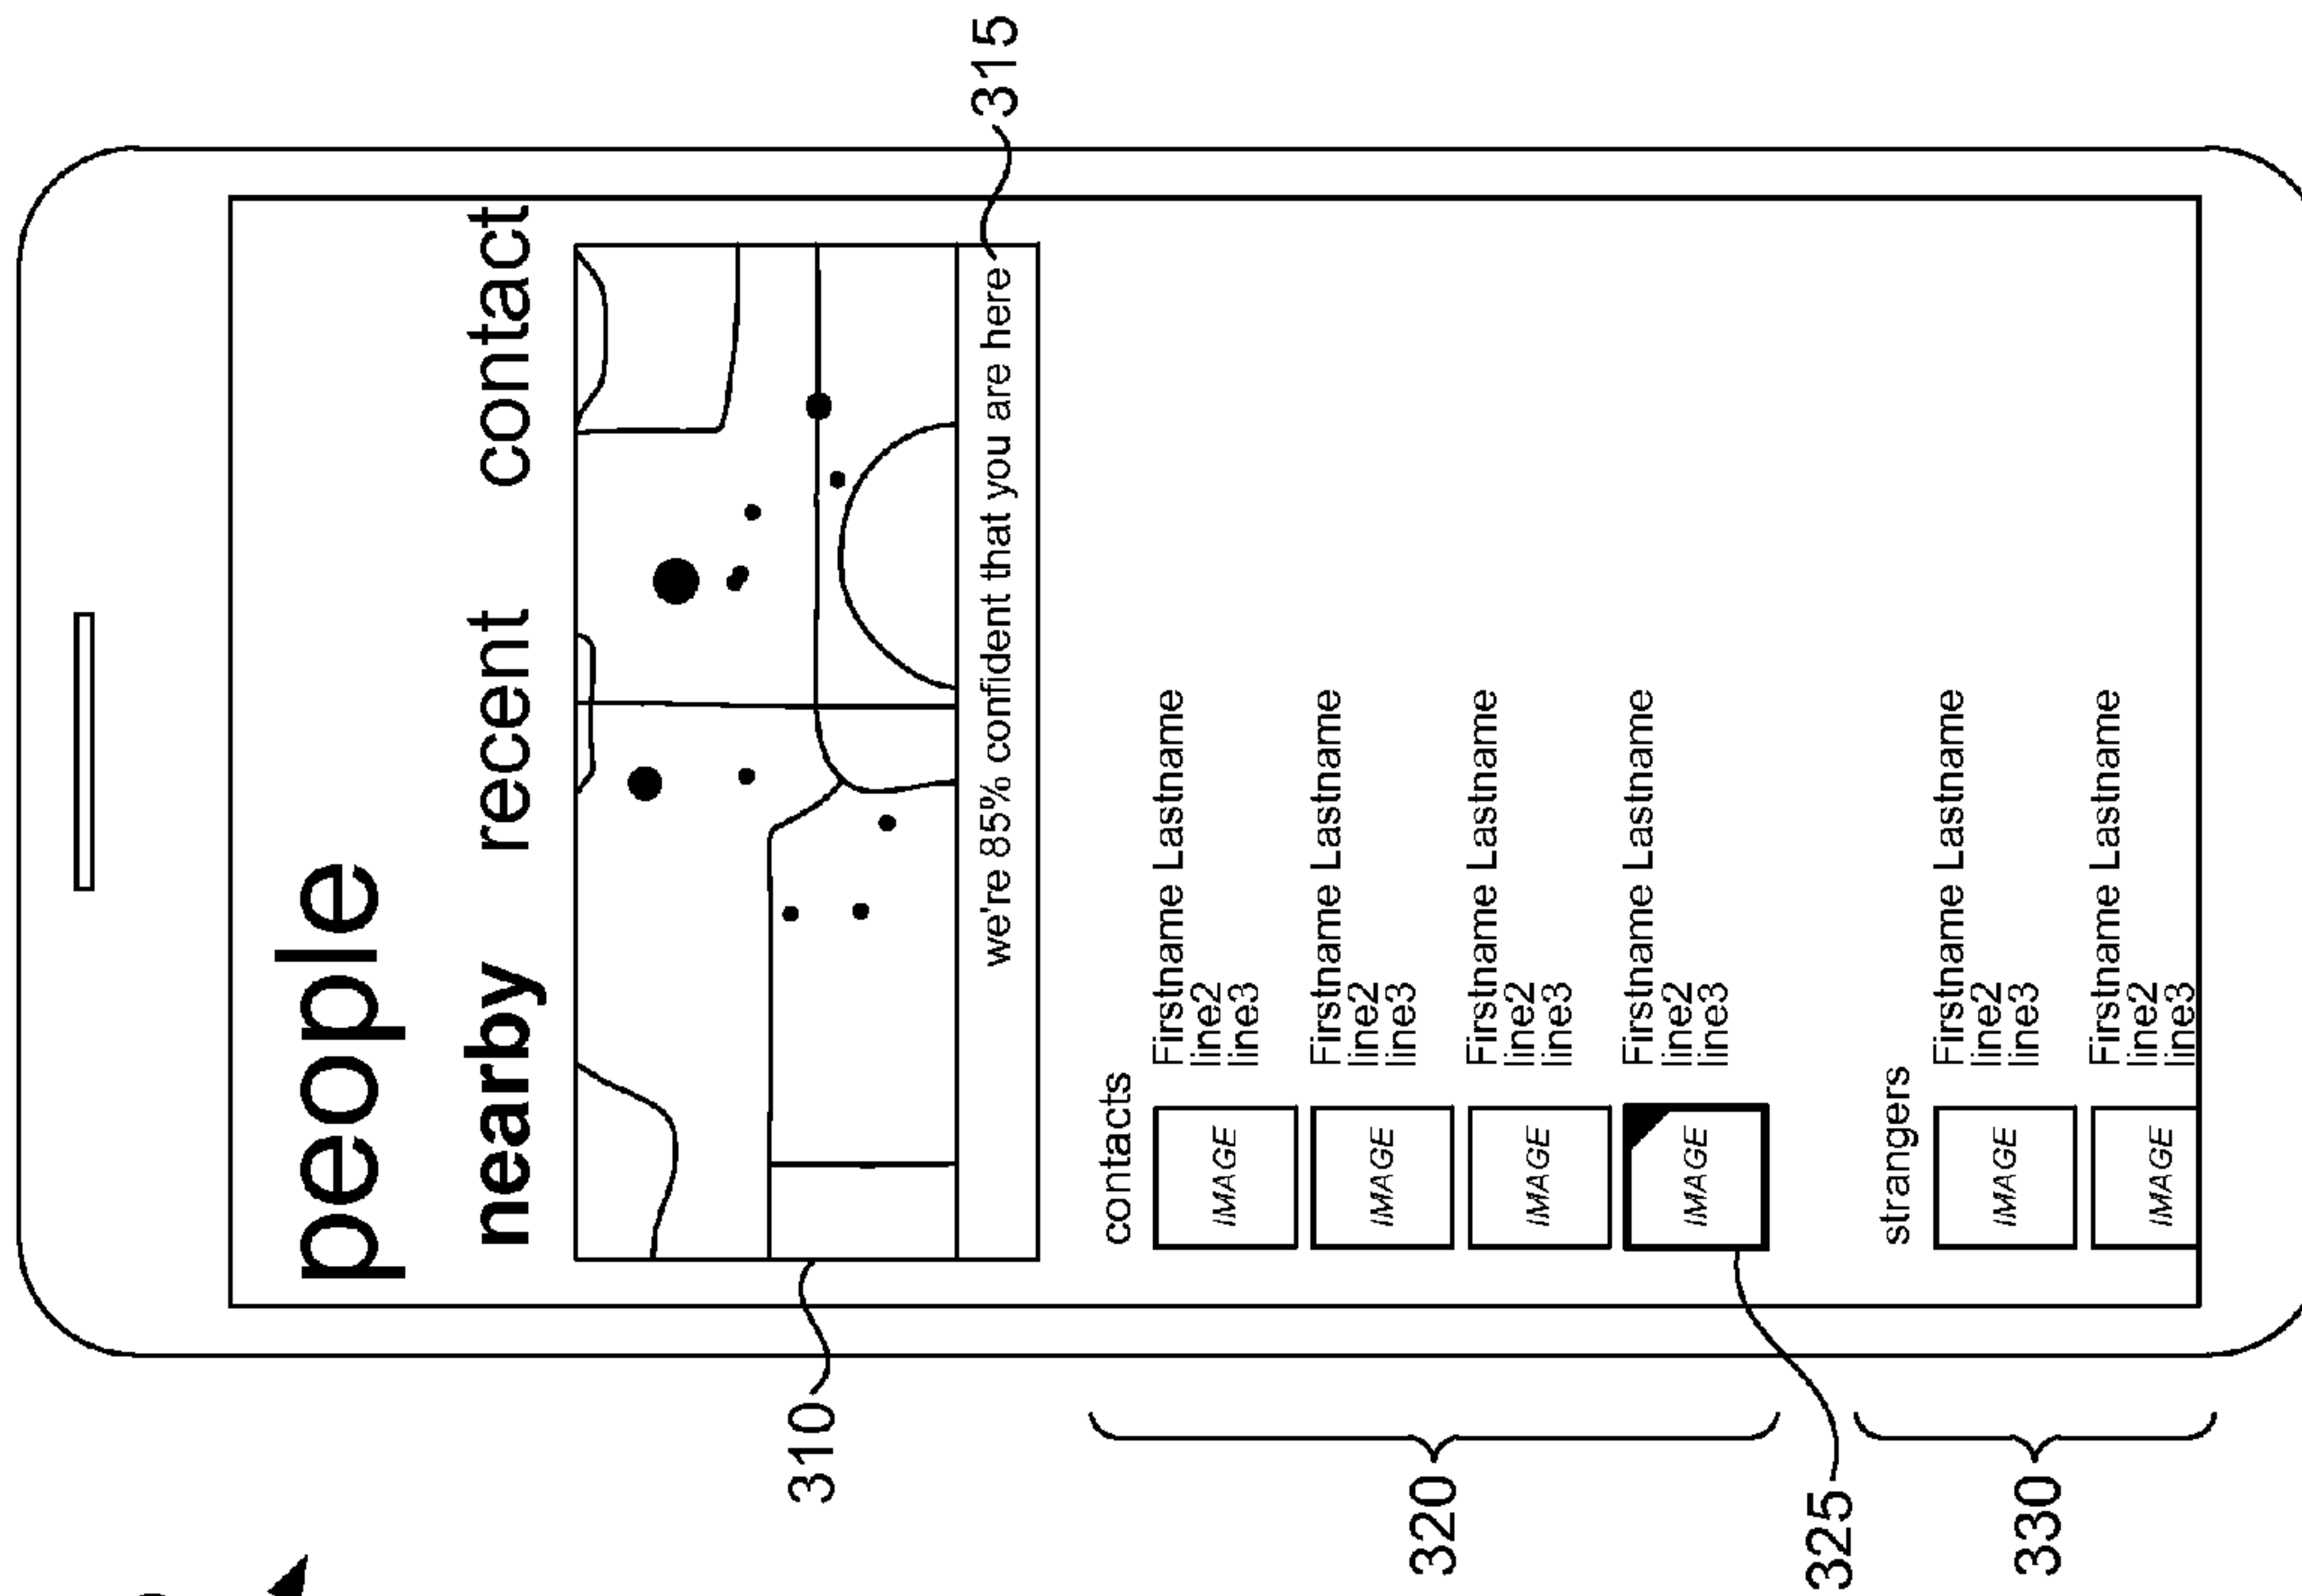 people
nearby recent contact
310
we're 85% confident that you are here
315
320
contacts
IMAGE
Firstname Lastname
line2
line3
IMAGE
Firstname Lastname
line2
line3
IMAGE
Firstname Lastname
line2
line3
325
IMAGE
Firstname Lastname
line2
line3
330
strangers
IMAGE
Firstname Lastname
line2
line3
IMAGE
Firstname Lastname
line2
line3